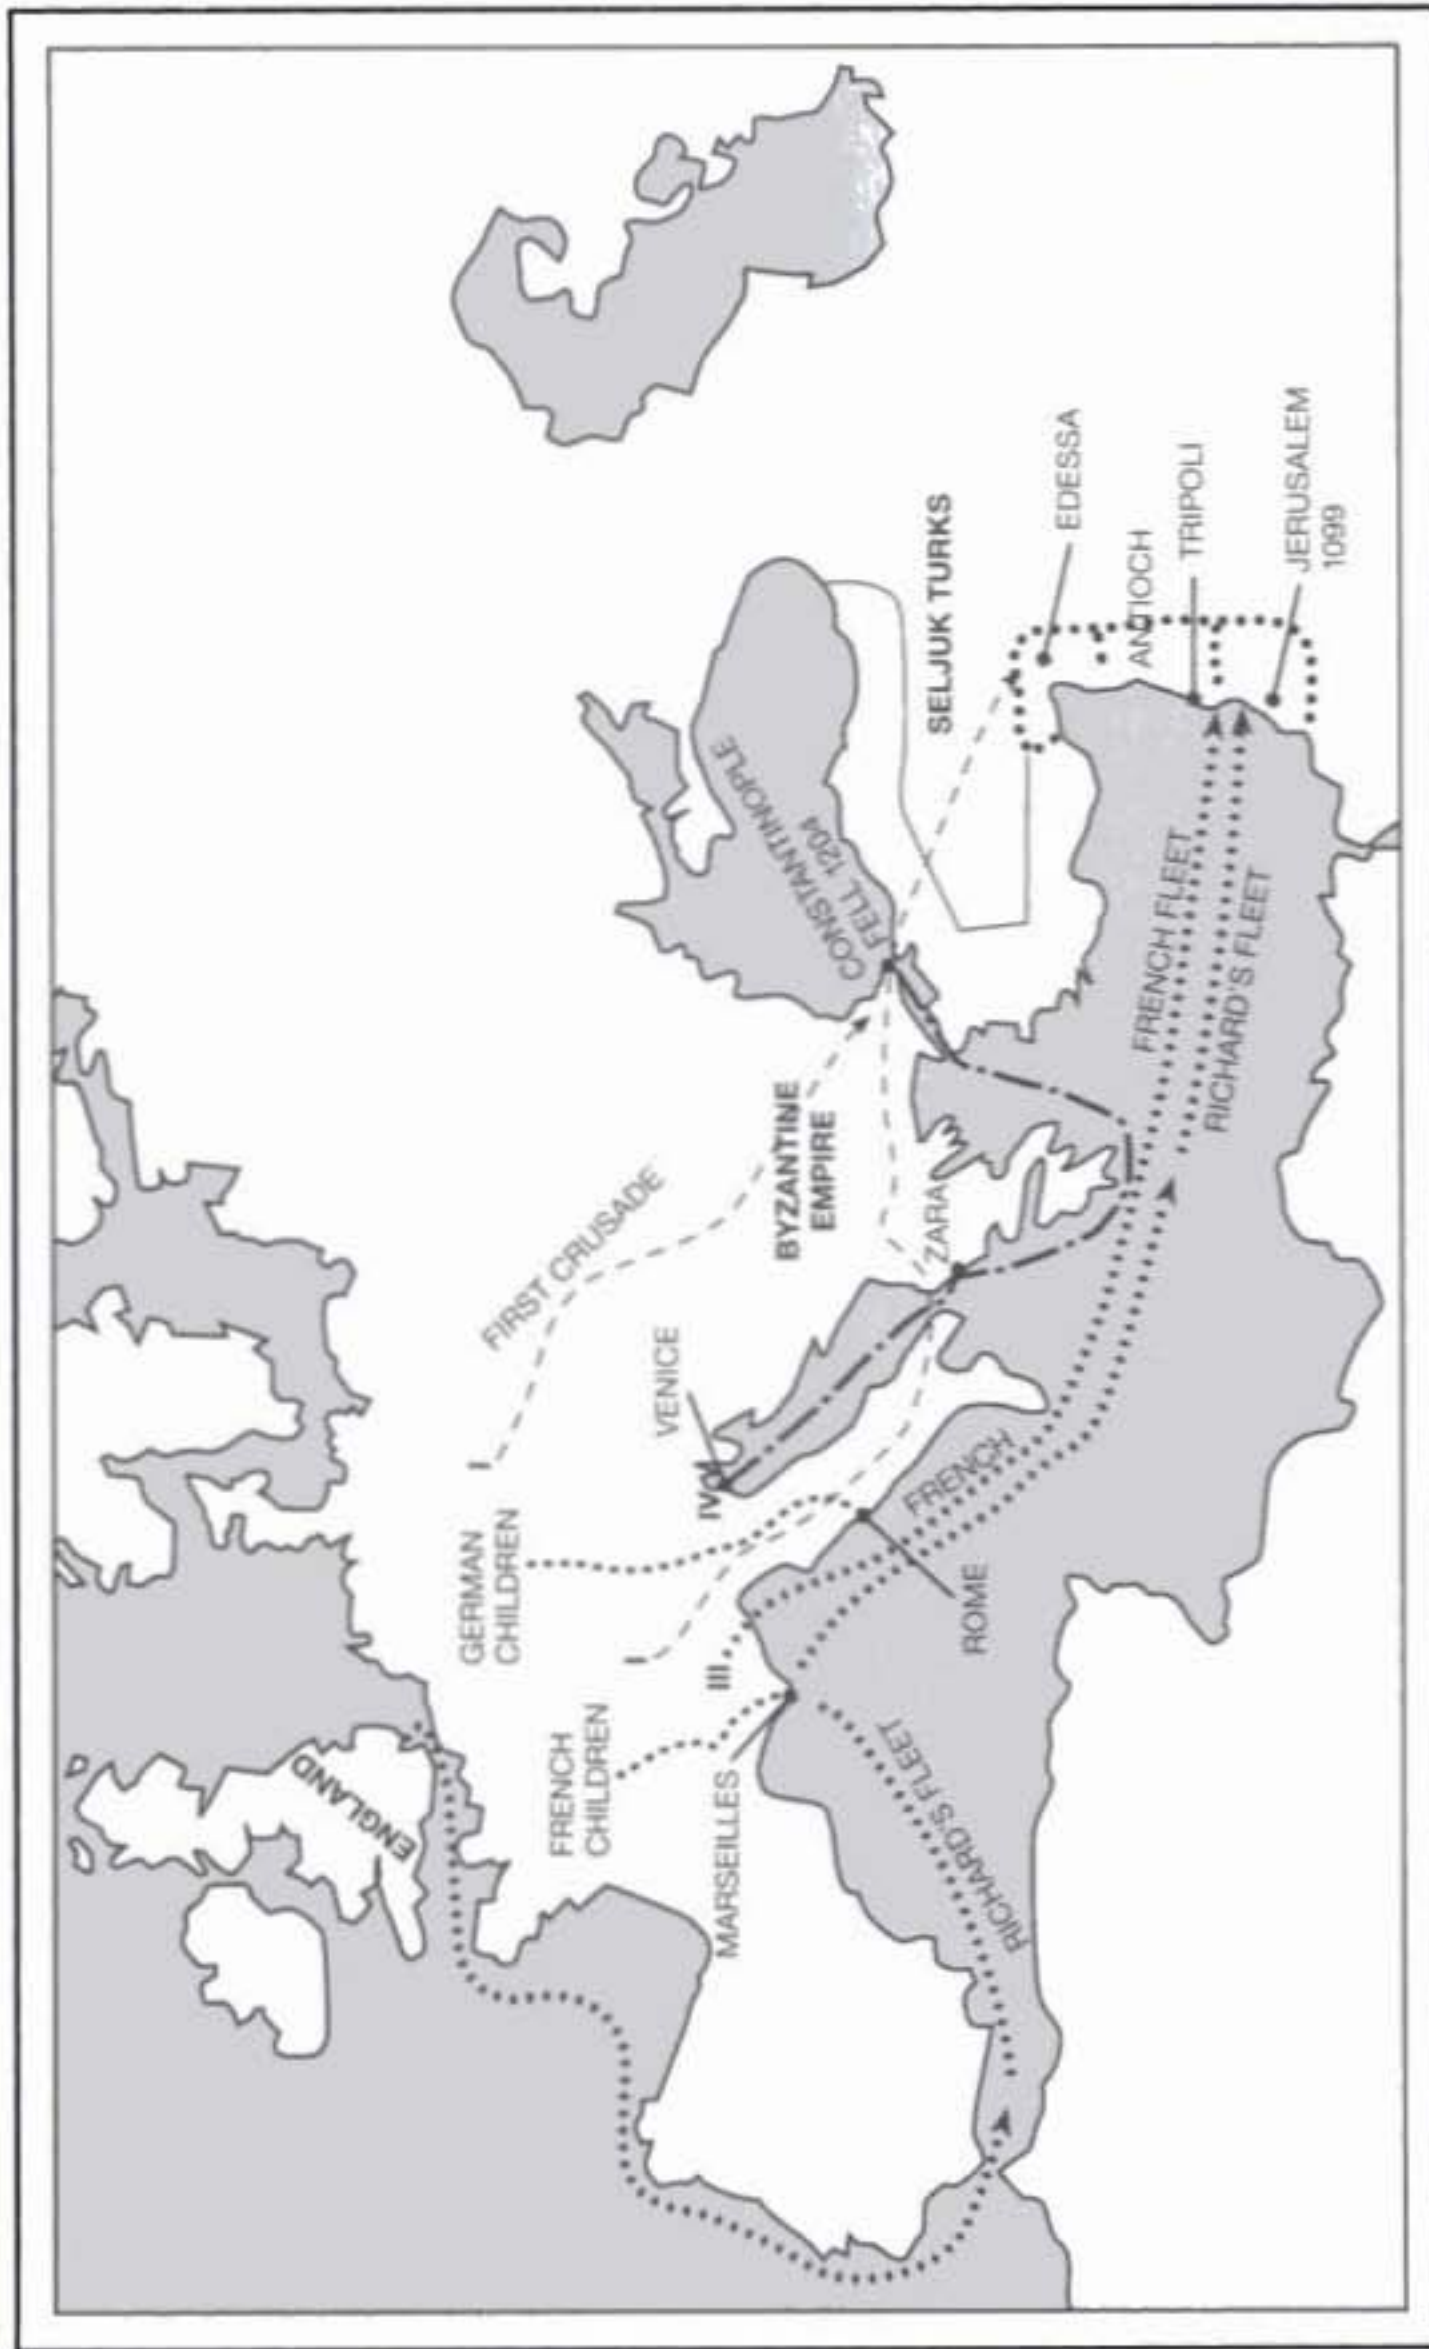 ENGLAND
GERMAN
CHILDREN
I
FIRST CRUSADE
FRENCH
CHILDREN
I
III
IV
VENICE
MARSEILLES
BYZANTINE
EMPIRE
CONSTANTINOPLE
FELL 1204
ZARA
SELJUK TURKS
ROME
FRENCH
RICHARD'S FLEET
EDESSA
ANTIOCH
TRIPOLI
FRENCH FLEET
RICHARD'S FLEET
JERUSALEM
1099